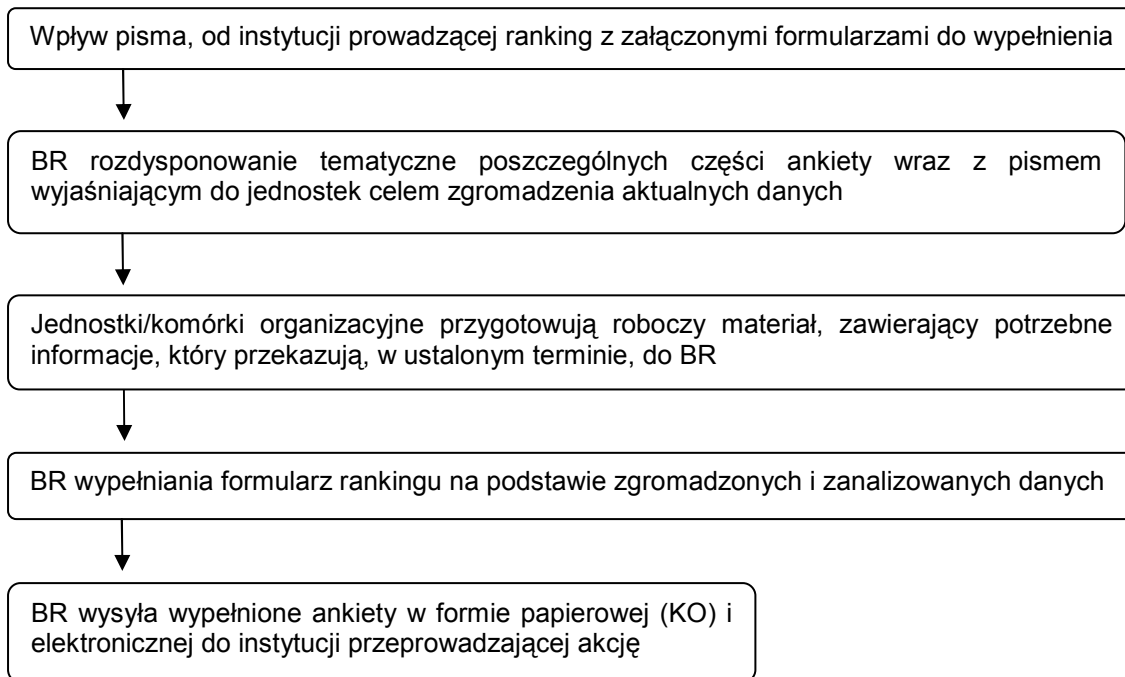 Wpływ pisma, od instytucji prowadzącej ranking z załączonymi formularzami do wypełnienia
BR rozdysponowanie tematyczne poszczególnych części ankiety wraz z pismem
wyjaśniającym do jednostek celem zgromadzenia aktualnych danych
Jednostki/komórki organizacyjne przygotowują roboczy materiał, zawierający potrzebne
informacje, który przekazują, w ustalonym terminie, do BR
BR wypełniania formularz rankingu na podstawie zgromadzonych i zanalizowanych danych
BR wysyła wypełnione ankiety w formie papierowej (KO) i
elektronicznej do instytucji przeprowadzającej akcję